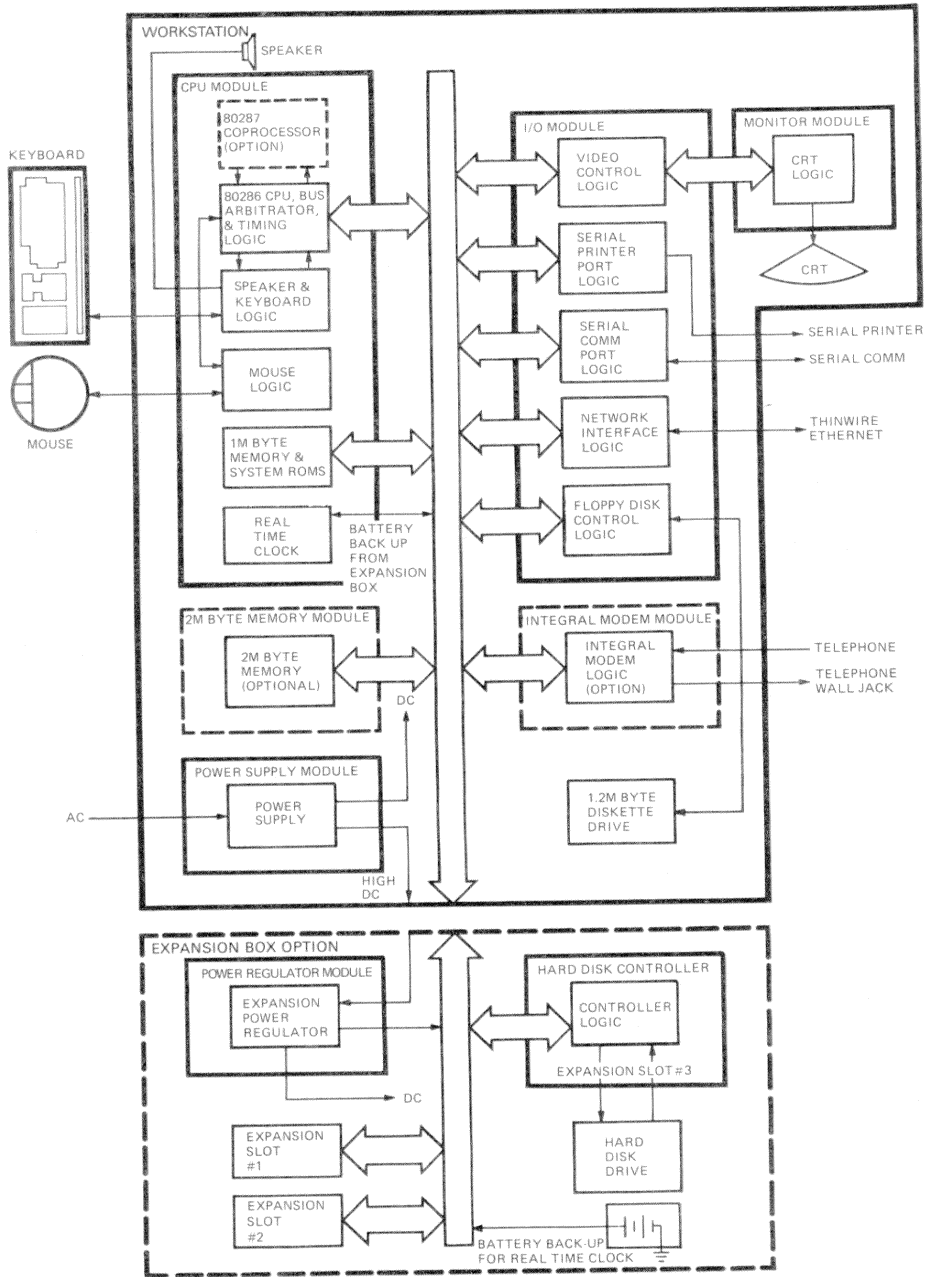 WORKSTATION
SPEAKER
CPU MODULE
80287
COPROCESSOR
(OPTION)
80286 CPU, BUS
ARBITRATOR,
& TIMING
LOGIC
SPEAKER &
KEYBOARD
LOGIC
MOUSE
LOGIC
1M BYTE
MEMORY &
SYSTEM ROMS
REAL
TIME
CLOCK
BATTERY
BACK UP
FROM
EXPANSION
BOX
KEYBOARD
MOUSE
I/O MODULE
VIDEO
CONTROL
LOGIC
SERIAL
PRINTER
PORT
LOGIC
SERIAL
COMM
PORT
LOGIC
NETWORK
INTERFACE
LOGIC
FLOPPY DISK
CONTROL
LOGIC
MONITOR MODULE
CRT
LOGIC
CRT
SERIAL PRINTER
SERIAL COMM
THINWIRE
ETHERNET
2M BYTE MEMORY MODULE
2M BYTE
MEMORY
(OPTIONAL)
DC
INTEGRAL MODEM MODULE
INTEGRAL
MODEM
LOGIC
(OPTION)
TELEPHONE
TELEPHONE
WALL JACK
POWER SUPPLY MODULE
POWER
SUPPLY
AC
HIGH
DC
1.2M BYTE
DISKETTE
DRIVE
EXPANSION BOX OPTION
POWER REGULATOR MODULE
EXPANSION
POWER
REGULATOR
DC
HARD DISK CONTROLLER
CONTROLLER
LOGIC
EXPANSION SLOT #3
HARD
DISK
DRIVE
EXPANSION
SLOT
#1
EXPANSION
SLOT
#2
BATTERY BACK-UP
FOR REAL TIME CLOCK